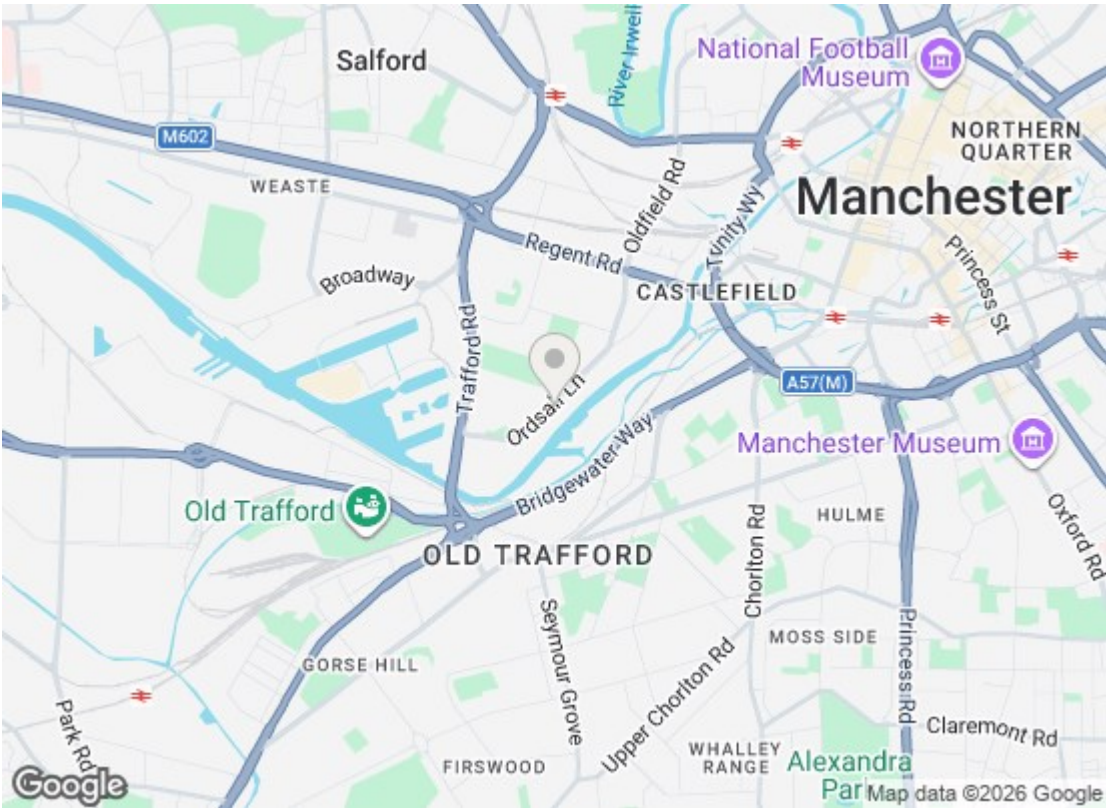 Salford
River Irwell
National Football
Museum
M602
NORTHERN
QUARTER
WEASTE
Oldfield Rd
Manchester
Trinity Wy
Regent Rd
Broadway
CASTLEFIELD
Princess St
Trafford Rd
Ordsall Ln
A57(M)
Bridgewater Way
Manchester Museum
Old Trafford
Oxford Rd
HULME
Chorlton Rd
OLD TRAFFORD
Seymour Grove
Princess Rd
MOSS SIDE
GORSE HILL
Upper Chorlton Rd
Park Rd
Claremont Rd
WHALLEY
RANGE
Alexandra
Par
FIRSWOOD
Google
Map data ©2026 Google